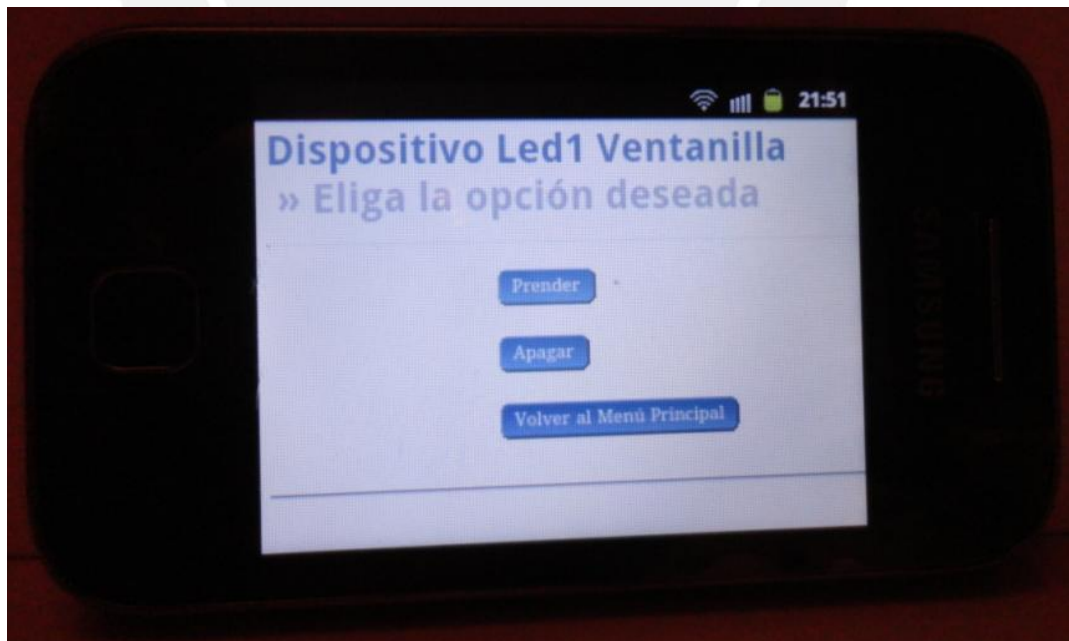 21:51
Dispositivo Led1 Ventanilla
» Eliga la opción deseada
Prender
Apagar
Volver al Menú Principal
SAMSUNG